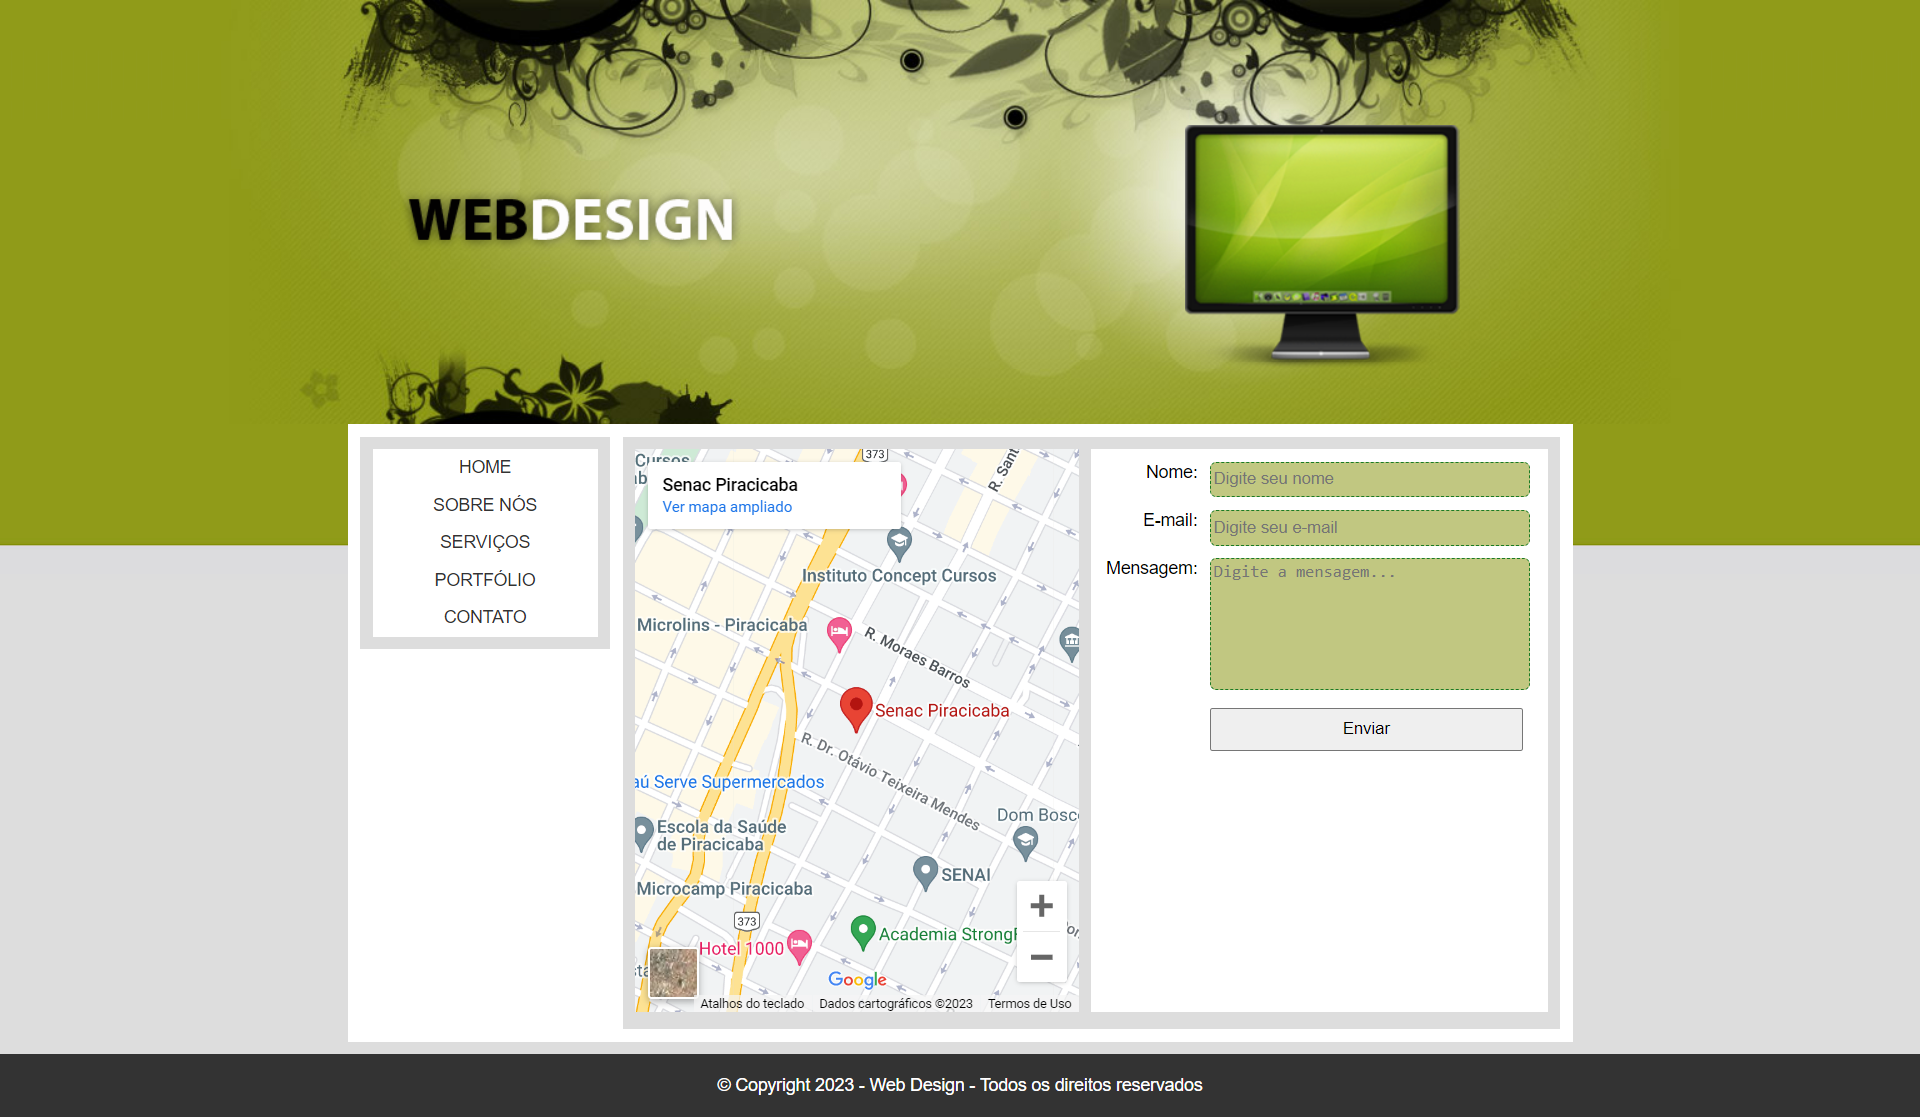 WEBDESIGN
HOME
SOBRE NÓS
SERVIÇOS
PORTFÓLIO
CONTATO
Cursos
373
R. Sant
Senac Piracicaba
Ver mapa ampliado
Instituto Concept Cursos
Microlins - Piracicaba
R. Moraes Barros
Senac Piracicaba
R. Dr. Otávio Teixeira Mendes
aú Serve Supermercados
Dom Bosco
Escola da Saúde
de Piracicaba
SENAI
Microcamp Piracicaba
373
Academia StrongF
Hotel 1000
Google
Atalhos do teclado Dados cartográficos ©2023 Termos de Uso
Nome: Digite seu nome
E-mail: Digite seu e-mail
Mensagem: Digite a mensagem...
Enviar
© Copyright 2023 - Web Design - Todos os direitos reservados